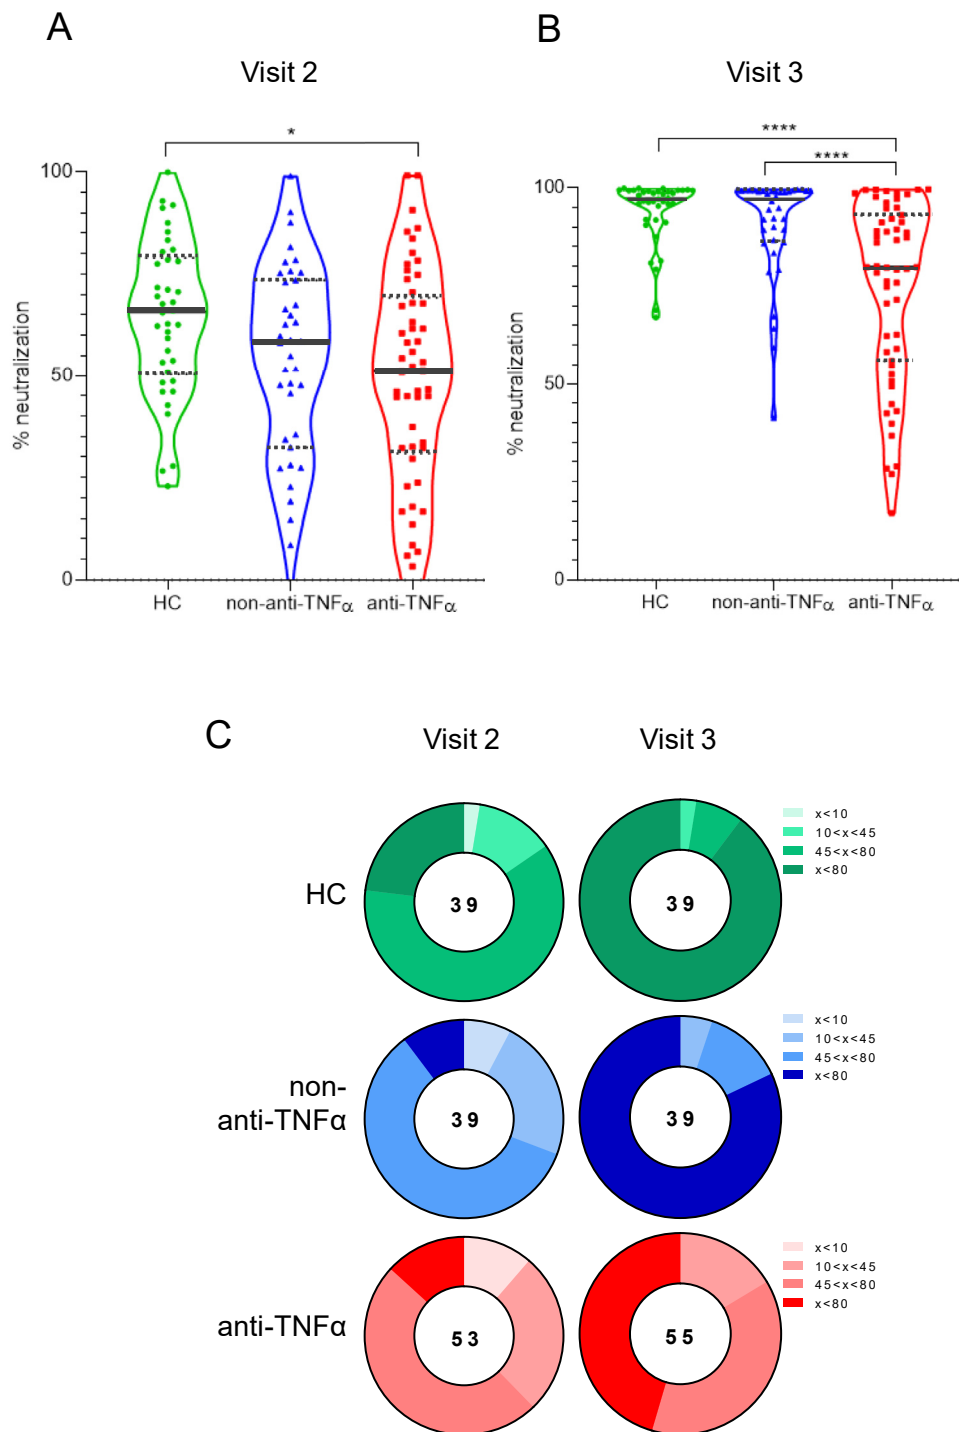 A
Visit 2
*
100
50
0
% neutralization
HC
non-anti-TNFα
anti-TNFα
B
Visit 3
****
****
100
50
0
% neutralization
HC
non-anti-TNFα
anti-TNFα
C
Visit 2
Visit 3
HC
39
39
x<10
10<x<45
45<x<80
x<80
non-
anti-TNFα
39
39
x<10
10<x<45
45<x<80
x<80
anti-TNFα
53
55
x<10
10<x<45
45<x<80
x<80